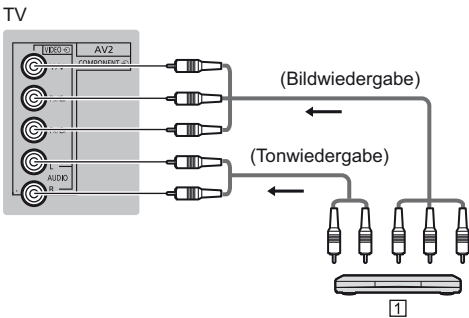 TV
VIDEO
AV2
COMPONENT
(Bildwiedergabe)
(Tonwiedergabe)
L
AUDIO
R
1